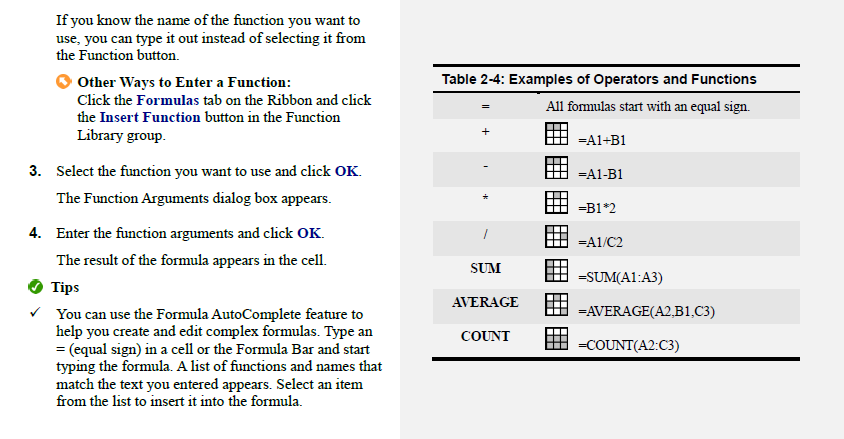 If you know the name of the function you want to
use, you can type it out instead of selecting it from
the Function button.
Other Ways to Enter a Function:
Click the Formulas tab on the Ribbon and click
the Insert Function button in the Function
Library group.
3. Select the function you want to use and click OK.
The Function Arguments dialog box appears.
4. Enter the function arguments and click OK.
The result of the formula appears in the cell.
Tips
✓ You can use the Formula AutoComplete feature to
help you create and edit complex formulas. Type an
= (equal sign) in a cell or the Formula Bar and start
typing the formula. A list of functions and names that
match the text you entered appears. Select an item
from the list to insert it into the formula.
Table 2-4: Examples of Operators and Functions
= All formulas start with an equal sign.
+ =A1+B1
- =A1-B1
* =B1*2
/ =A1/C2
SUM =SUM(A1:A3)
AVERAGE =AVERAGE(A2,B1,C3)
COUNT =COUNT(A2:C3)